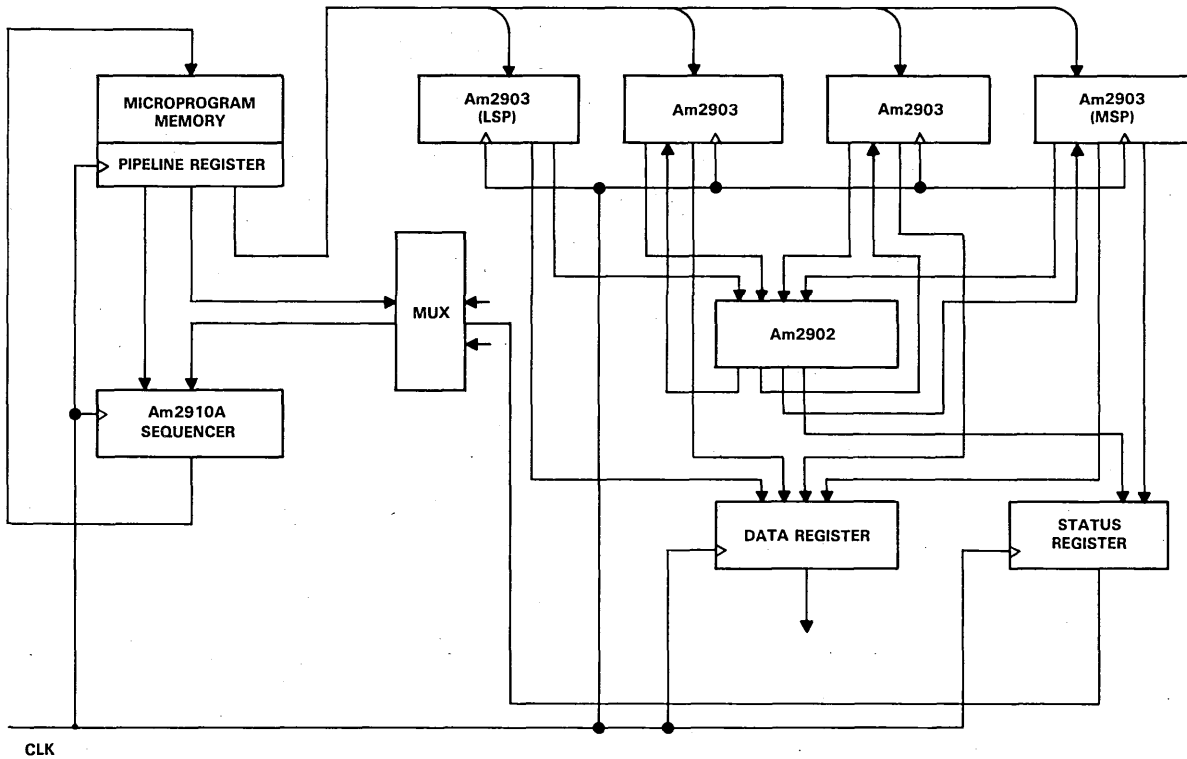 MICROPROGRAM
MEMORY
PIPELINE REGISTER
Am2903
(LSP)
Am2903
Am2903
Am2903
(MSP)
MUX
Am2902
Am2910A
SEQUENCER
DATA REGISTER
STATUS
REGISTER
CLK